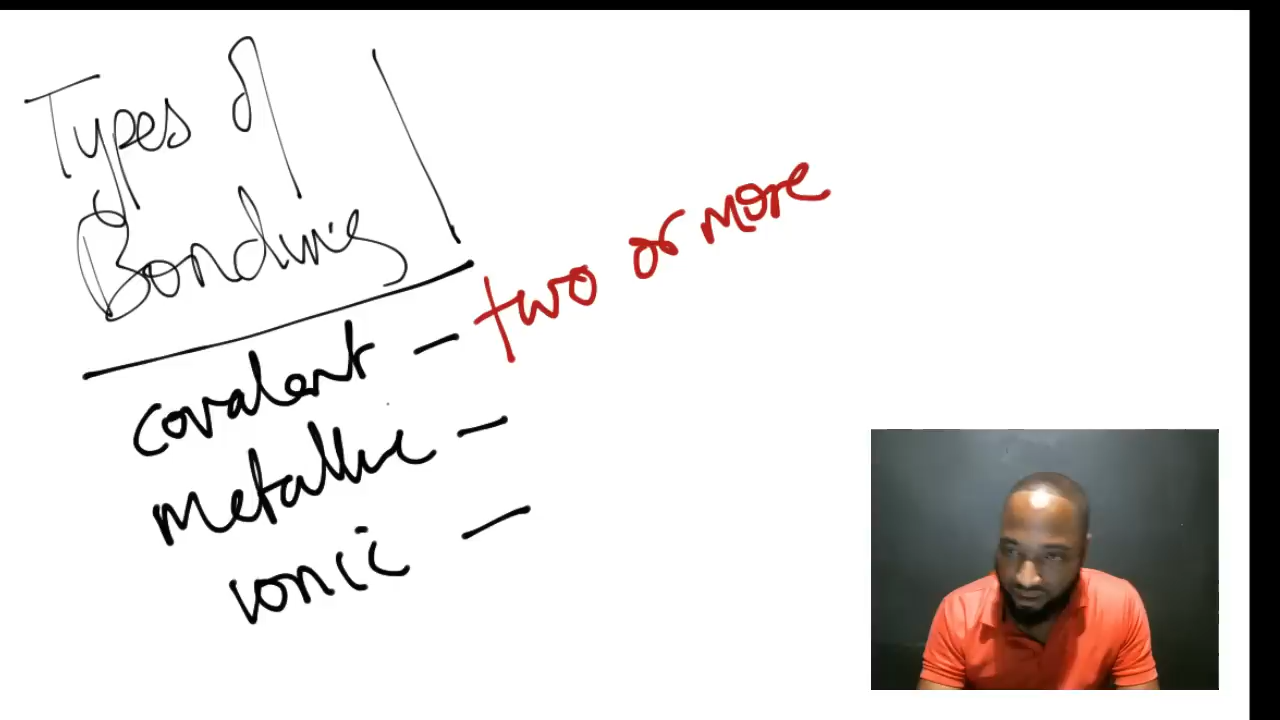 Types of
Bonding
covalent - two or more
metallic -
ionic -